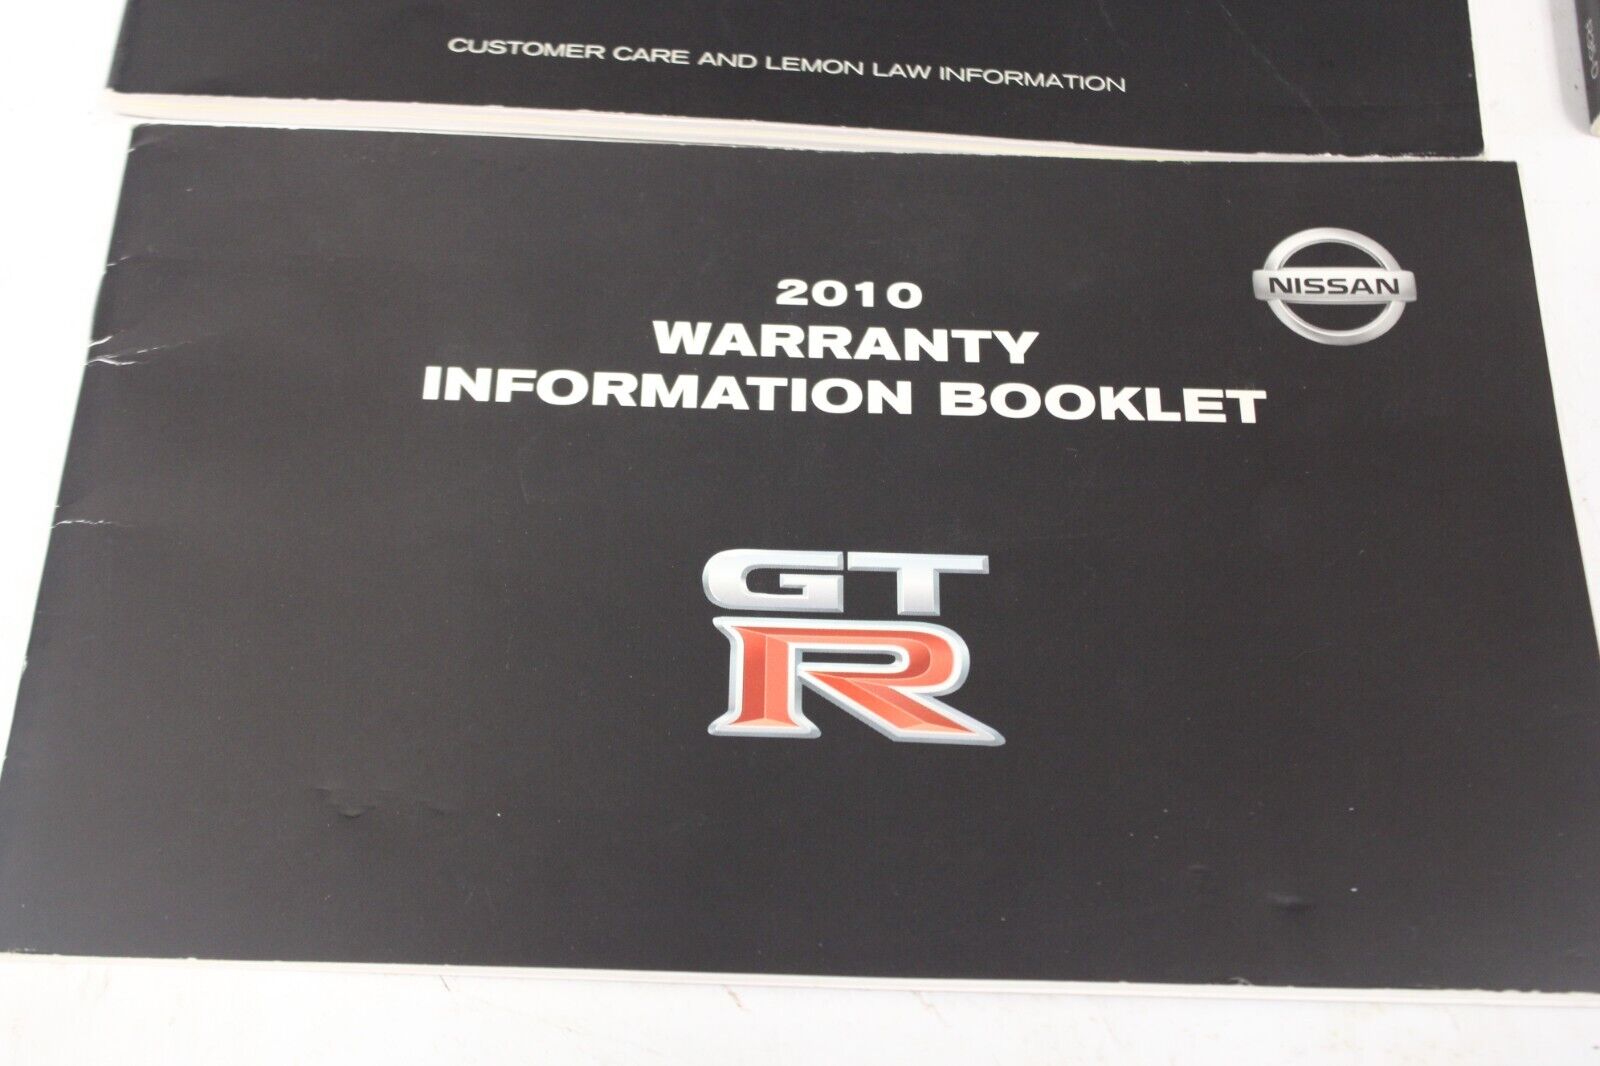 CUSTOMER CARE AND LEMON LAW INFORMATION
2010
WARRANTY
INFORMATION BOOKLET
NISSAN
GT
R